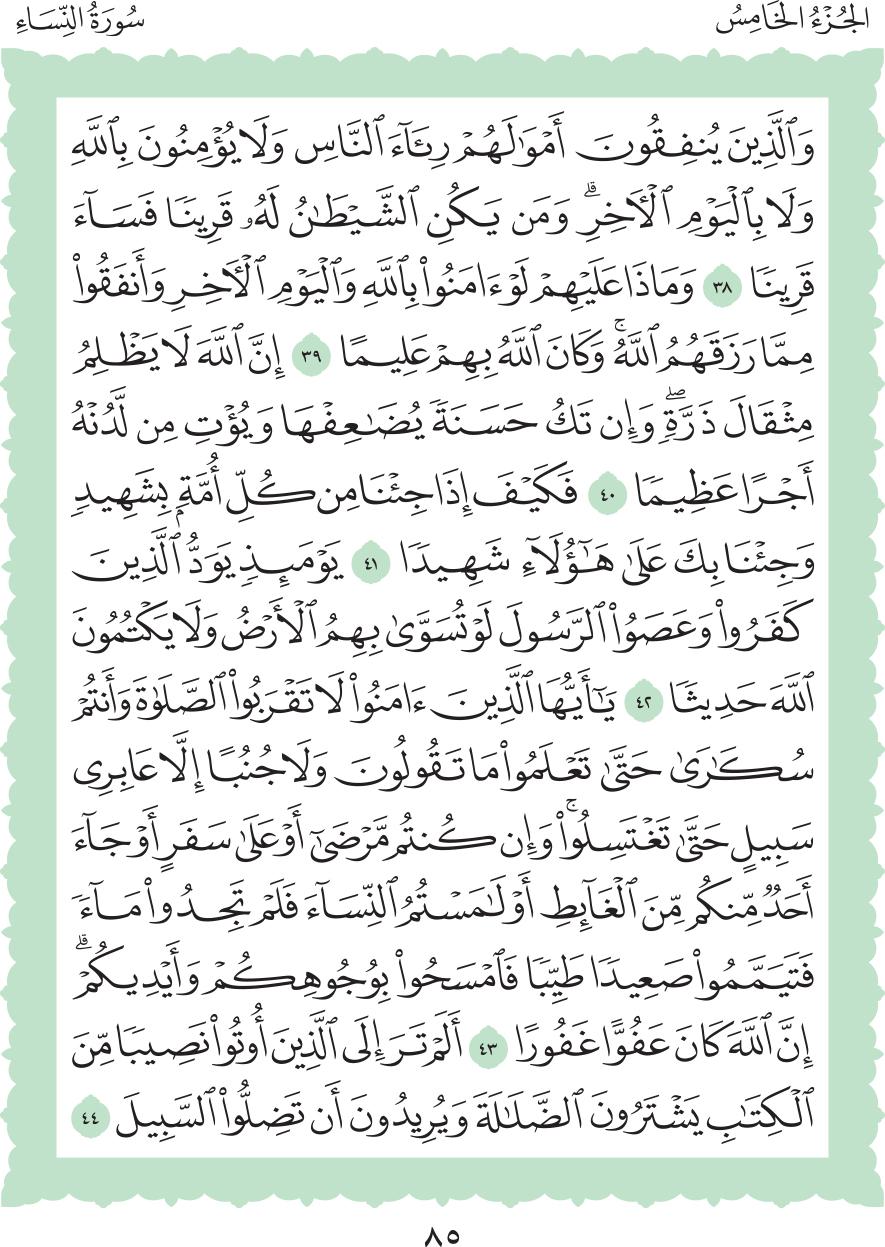 الجُزْءُ الخَامِسُ
سُورَةُ النِّسَاءِ
وَٱلَّذِينَ يُنفِقُونَ أَمْوَٰلَهُمْ رِئَآءَ ٱلنَّاسِ وَلَا يُؤْمِنُونَ بِٱللَّهِ
وَلَا بِٱلْيَوْمِ ٱلْأَخِرِۗ وَمَن يَكُنِ ٱلشَّيْطَٰنُ لَهُۥ قَرِينًا فَسَآءَ
قَرِينًا ٣٨ وَمَاذَا عَلَيْهِمْ لَوْ ءَامَنُوا۟ بِٱللَّهِ وَٱلْيَوْمِ ٱلْأَخِرِ وَأَنفَقُوا۟
مِمَّا رَزَقَهُمُ ٱللَّهُۚ وَكَانَ ٱللَّهُ بِهِمْ عَلِيمًا ٣٩ إِنَّ ٱللَّهَ لَا يَظْلِمُ
مِثْقَالَ ذَرَّةٍۖ وَإِن تَكُ حَسَنَةً يُضَٰعِفْهَا وَيُؤْتِ مِن لَّدُنْهُ
أَجْرًا عَظِيمًا ٤٠ فَكَيْفَ إِذَا جِئْنَا مِن كُلِّ أُمَّةٍۭ بِشَهِيدٍ
وَجِئْنَا بِكَ عَلَىٰ هَٰٓؤُلَآءِ شَهِيدًا ٤١ يَوْمَئِذٍ يَوَدُّ ٱلَّذِينَ
كَفَرُوا۟ وَعَصَوُا۟ ٱلرَّسُولَ لَوْ تُسَوَّىٰ بِهِمُ ٱلْأَرْضُ وَلَا يَكْتُمُونَ
ٱللَّهَ حَدِيثًا ٤٢ يَٰٓأَيُّهَا ٱلَّذِينَ ءَامَنُوا۟ لَا تَقْرَبُوا۟ ٱلصَّلَوٰةَ وَأَنتُمْ
سُكَٰرَىٰ حَتَّىٰ تَعْلَمُوا۟ مَا تَقُولُونَ وَلَا جُنُبًا إِلَّا عَابِرِى
سَبِيلٍ حَتَّىٰ تَغْتَسِلُوا۟ۚ وَإِن كُنتُم مَّرْضَىٰٓ أَوْ عَلَىٰ سَفَرٍ أَوْ جَآءَ
أَحَدٌ مِّنكُم مِّنَ ٱلْغَآئِطِ أَوْ لَٰمَسْتُمُ ٱلنِّسَآءَ فَلَمْ تَجِدُوا۟ مَآءً
فَتَيَمَّمُوا۟ صَعِيدًا طَيِّبًا فَٱمْسَحُوا۟ بِوُجُوهِكُمْ وَأَيْدِيكُمْۗ
إِنَّ ٱللَّهَ كَانَ عَفُوًّا غَفُورًا ٤٣ أَلَمْ تَرَ إِلَى ٱلَّذِينَ أُوتُوا۟ نَصِيبًا مِّنَ
ٱلْكِتَٰبِ يَشْتَرُونَ ٱلضَّلَٰلَةَ وَيُرِيدُونَ أَن تَضِلُّوا۟ ٱلسَّبِيلَ ٤٤
٨٥